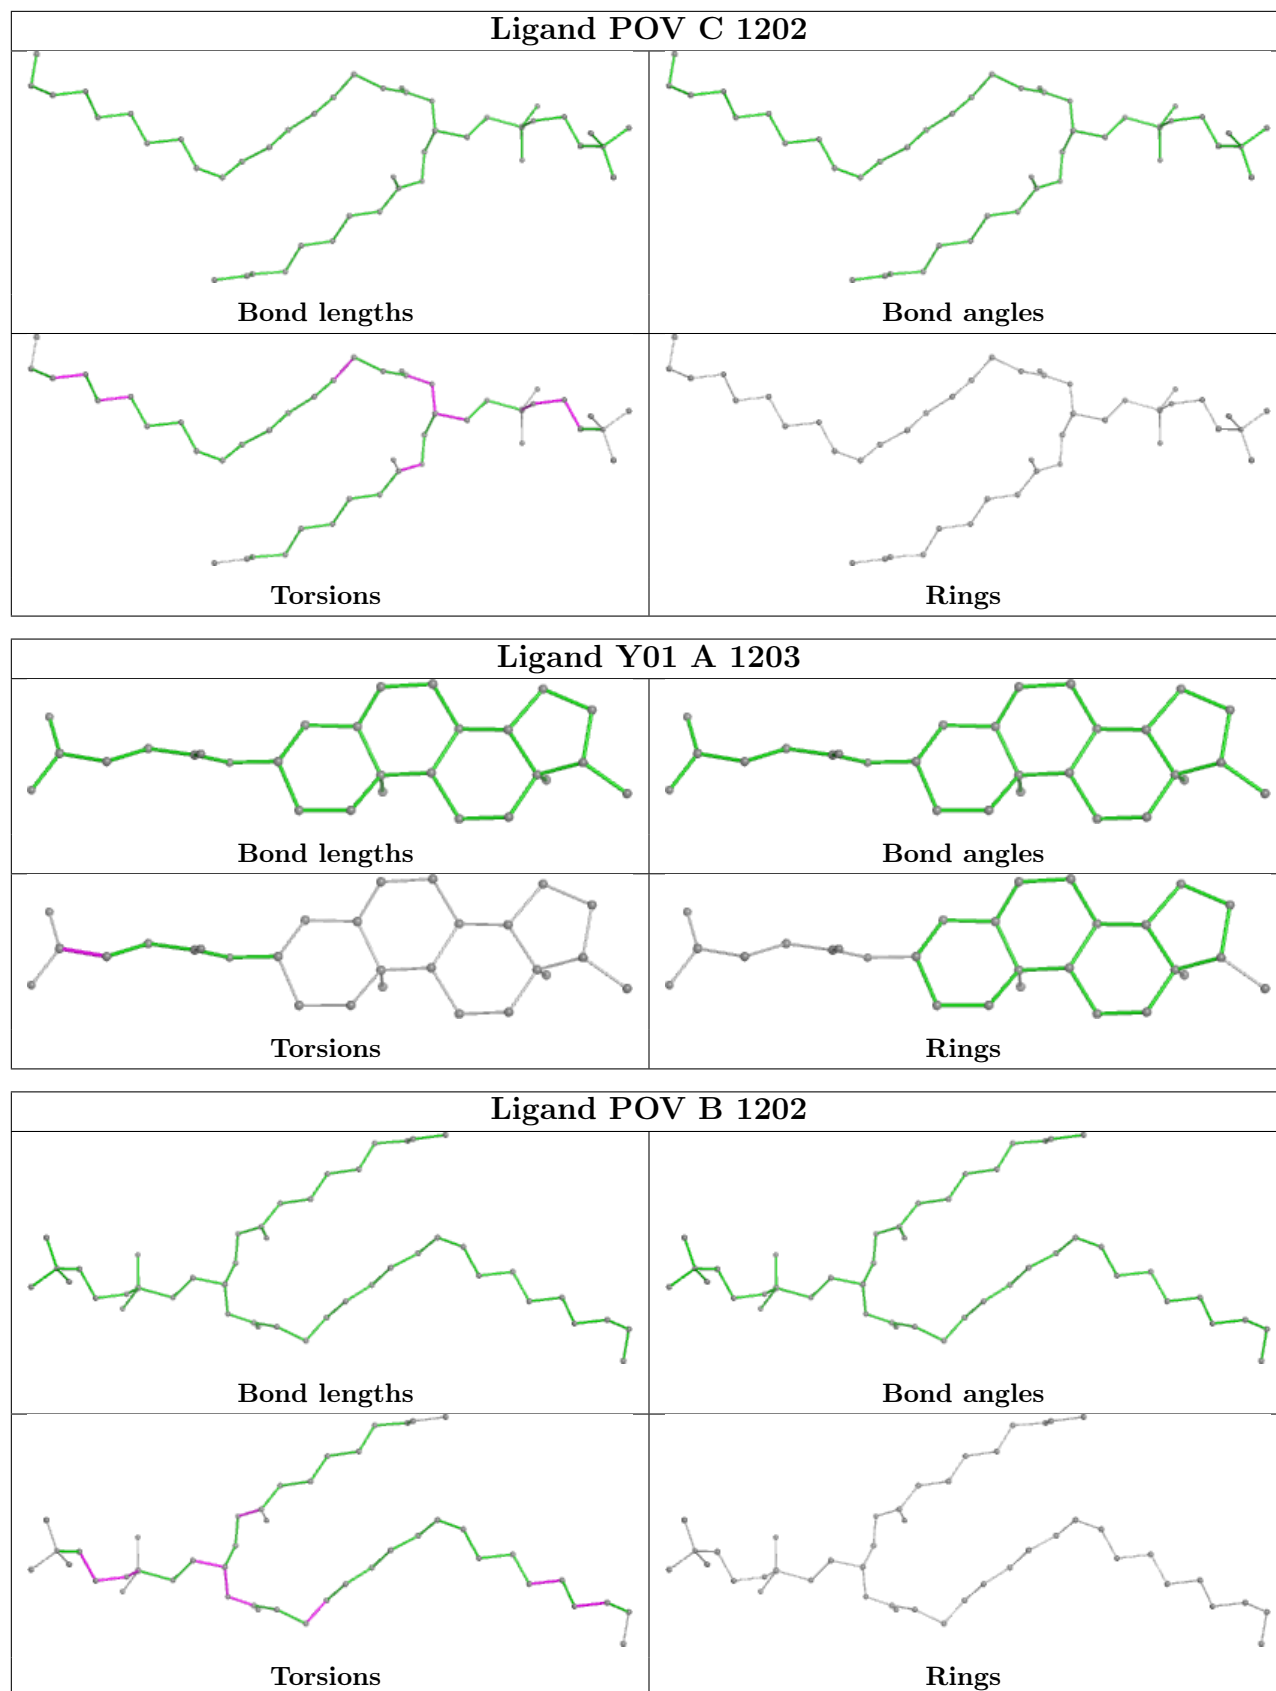 Ligand POV C 1202
Bond lengths
Bond angles
Torsions
Rings
Ligand Y01 A 1203
Bond lengths
Bond angles
Torsions
Rings
Ligand POV B 1202
Bond lengths
Bond angles
Torsions
Rings